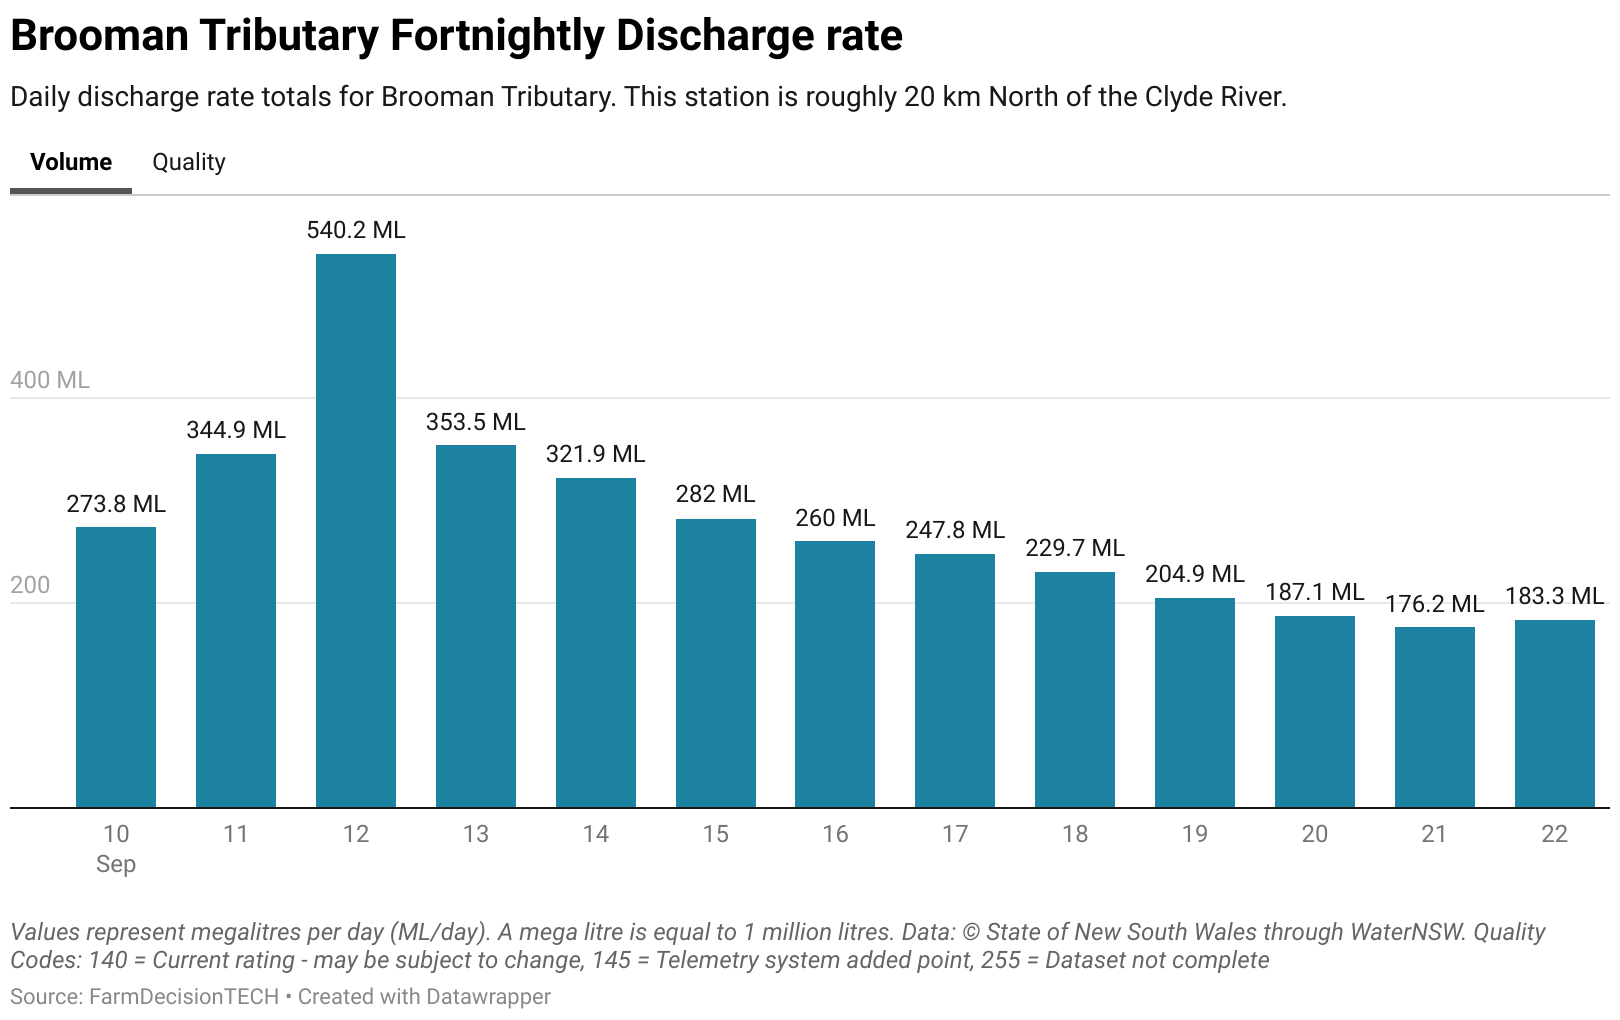 Brooman Tributary Fortnightly Discharge rate
Daily discharge rate totals for Brooman Tributary. This station is roughly 20 km North of the Clyde River.
Volume Quality
540.2 ML
400 ML
344.9 ML
353.5 ML
321.9 ML
273.8 ML
282 ML
260 ML
247.8 ML
229.7 ML
204.9 ML
200
187.1 ML
176.2 ML
183.3 ML
10 11 12 13 14 15 16 17 18 19 20 21 22
Sep
Values represent megalitres per day (ML/day). A mega litre is equal to 1 million litres. Data: © State of New South Wales through WaterNSW. Quality
Codes: 140 = Current rating - may be subject to change, 145 = Telemetry system added point, 255 = Dataset not complete
Source: FarmDecisionTECH • Created with Datawrapper